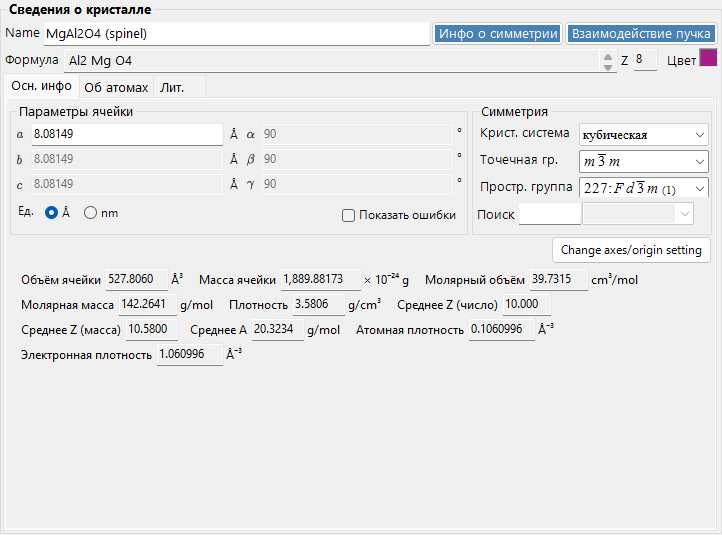 Сведения о кристалле
Name MgAl2O4 (spinel) Инфо о симметрии Взаимодействие пучка
Формула Al2 Mg O4 Z 8 Цвет
Осн. инфо Об атомах Лит.
Параметры ячейки Симметрия
a 8.08149 Å α 90 ° Крист. система кубическая
b 8.08149 Å β 90 ° Точечная гр. m 3̅ m
c 8.08149 Å γ 90 ° Простр. группа 227: F d 3̅ m (1)
Ед. Å nm Показать ошибки Поиск
Change axes/origin setting
Объём ячейки 527.8060 Å³ Масса ячейки 1,889.88173 × 10⁻²⁴ g Молярный объём 39.7315 cm³/mol
Молярная масса 142.2641 g/mol Плотность 3.5806 g/cm³ Среднее Z (число) 10.000
Среднее Z (масса) 10.5800 Среднее A 20.3234 g/mol Атомная плотность 0.1060996 Å⁻³
Электронная плотность 1.060996 Å⁻³